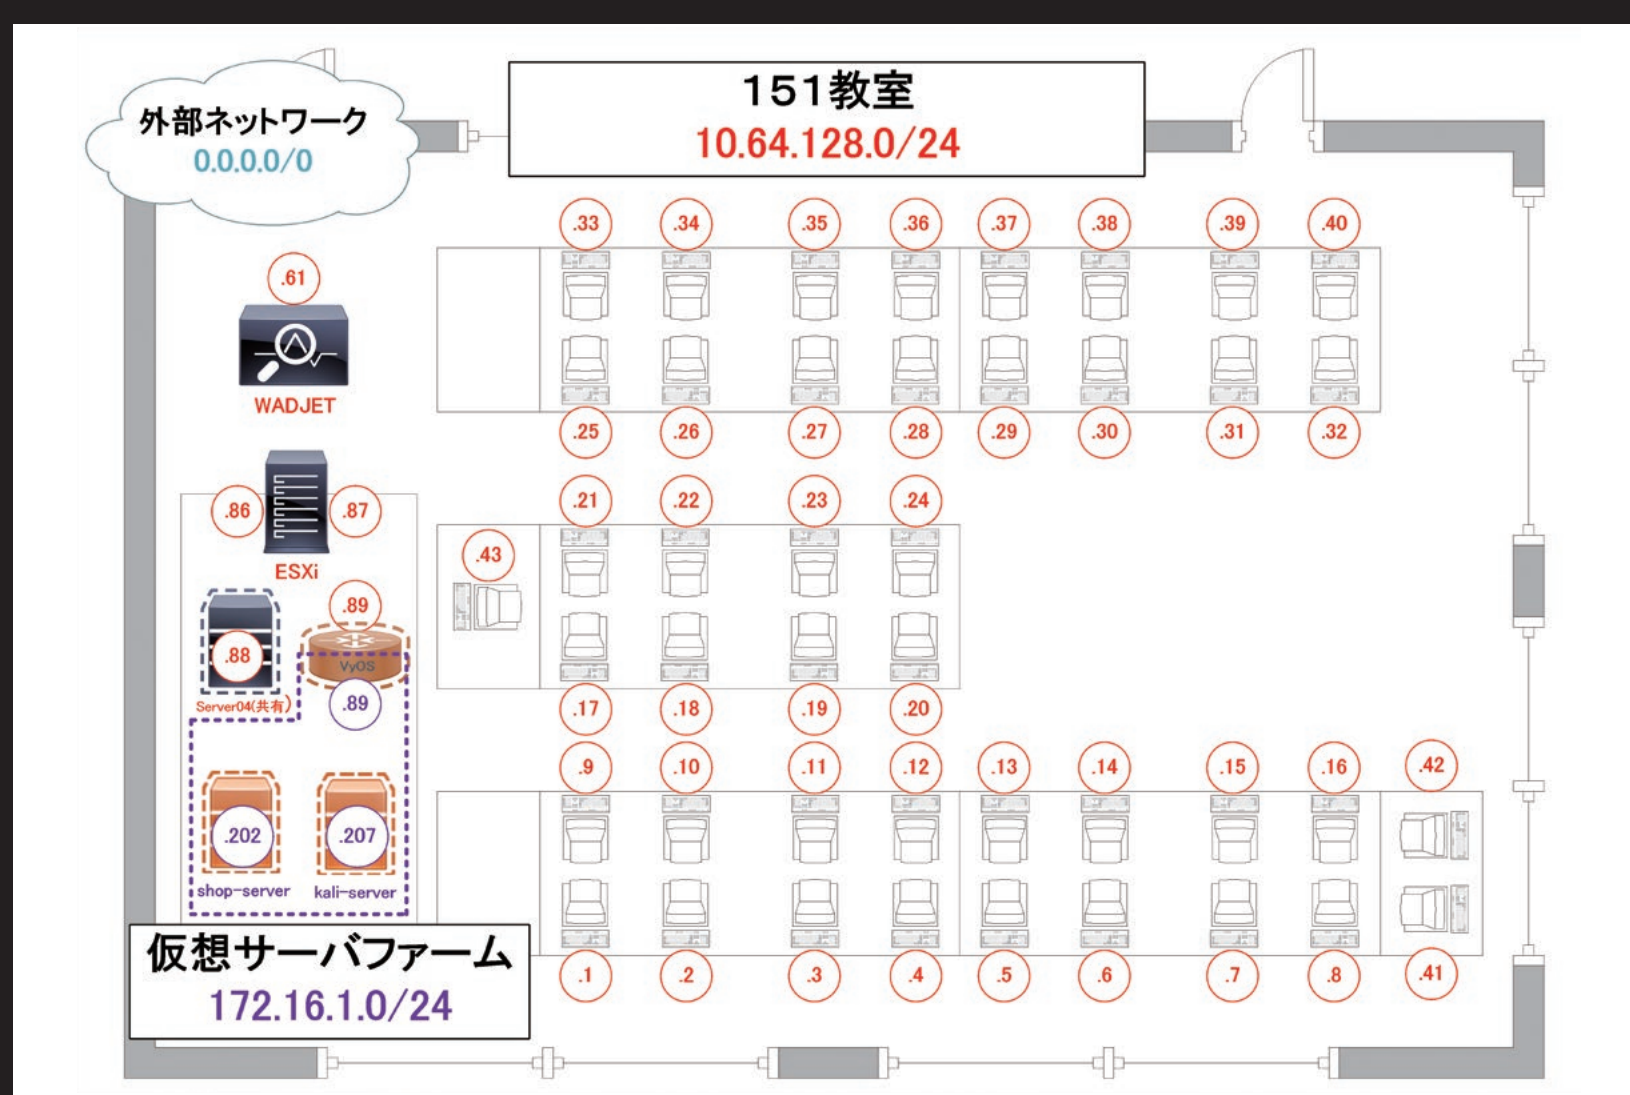 151教室
10.64.128.0/24
外部ネットワーク
0.0.0.0/0
.33 .34 .35 .36 .37 .38 .39 .40
.61
WADJET
.25 .26 .27 .28 .29 .30 .31 .32
.86 .87
ESXi
.21 .22 .23 .24
.43
.89
.88
VyOS
Server04(共有)
.89
.17 .18 .19 .20
.9 .10 .11 .12 .13 .14 .15 .16 .42
.202 .207
shop-server kali-server
.1 .2 .3 .4 .5 .6 .7 .8 .41
仮想サーバファーム
172.16.1.0/24